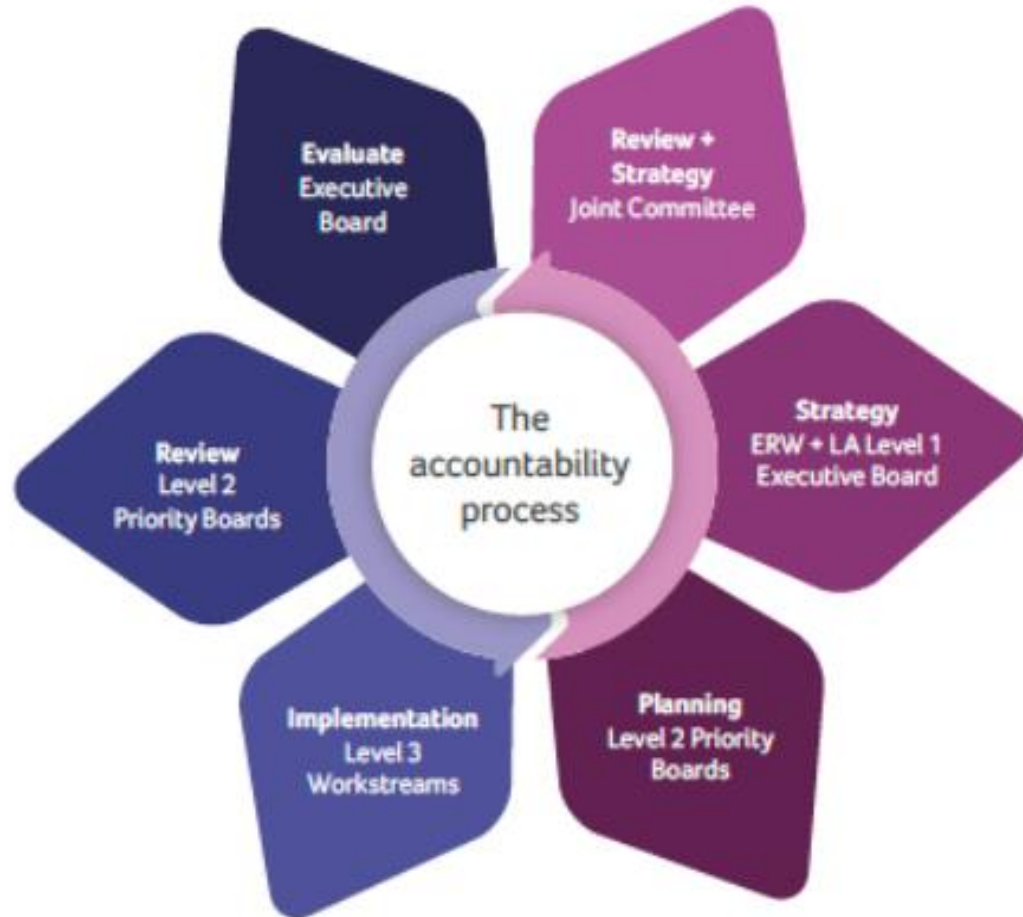 Evaluate
Executive
Board
Review +
Strategy
Joint Committee
Strategy
ERW + LA Level 1
Executive Board
Planning
Level 2 Priority
Boards
Implementation
Level 3
Workstreams
Review
Level 2
Priority Boards
The
accountability
process